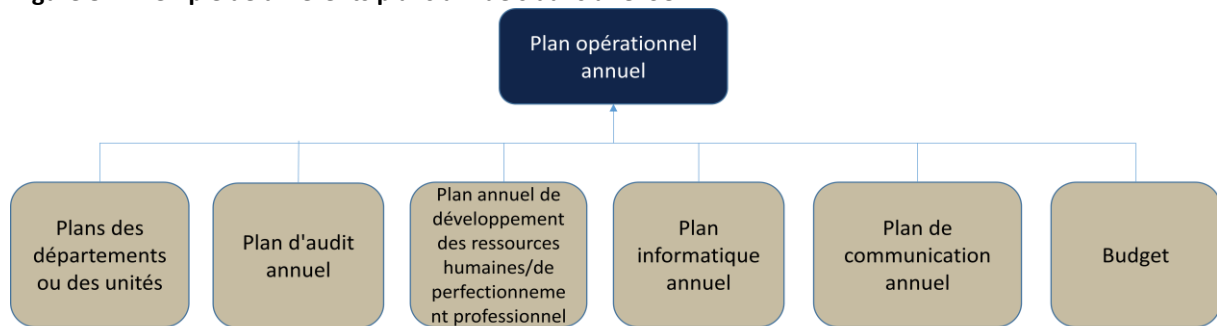 Plan opérationnel
annuel
Plans des
départements
ou des unités
Plan d'audit
annuel
Plan annuel de
développement
des ressources
humaines/de
perfectionneme
nt professionnel
Plan
informatique
annuel
Plan de
communication
annuel
Budget